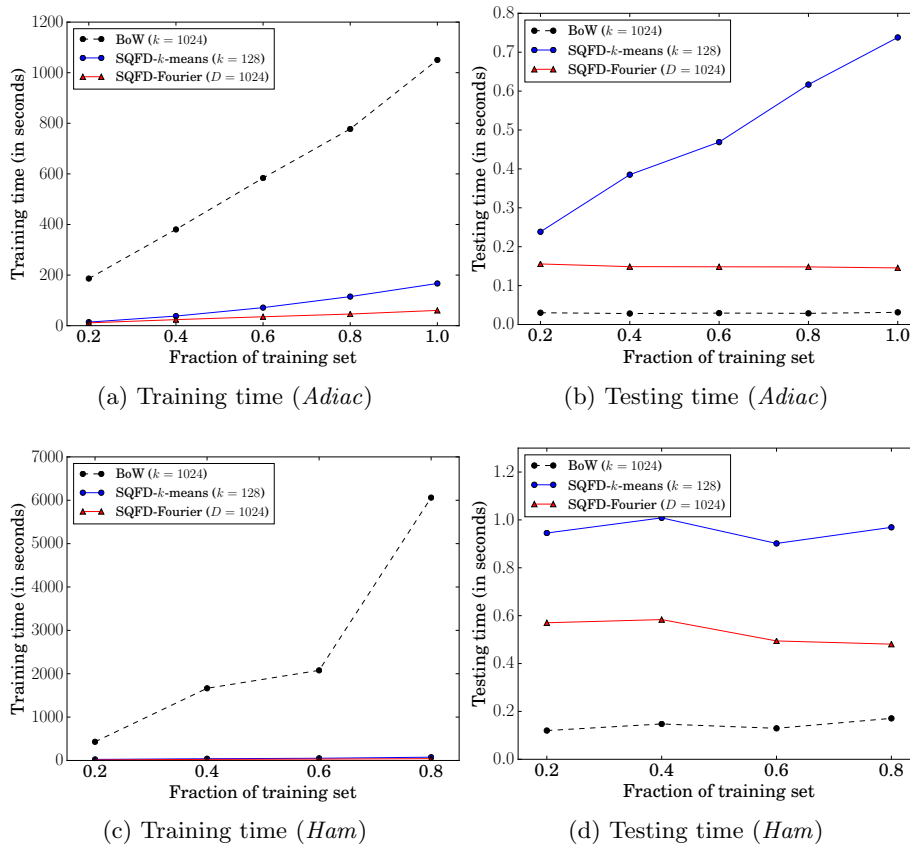 1200
1000
800
600
400
200
0
Training time (in seconds)
BoW (k = 1024)
SQFD-k-means (k = 128)
SQFD-Fourier (D = 1024)
0.2 0.4 0.6 0.8 1.0
Fraction of training set
(a) Training time (Adiac)
0.8
0.7
0.6
0.5
0.4
0.3
0.2
0.1
0.0
Testing time (in seconds)
BoW (k = 1024)
SQFD-k-means (k = 128)
SQFD-Fourier (D = 1024)
0.2 0.4 0.6 0.8 1.0
Fraction of training set
(b) Testing time (Adiac)
7000
6000
5000
4000
3000
2000
1000
0
Training time (in seconds)
BoW (k = 1024)
SQFD-k-means (k = 128)
SQFD-Fourier (D = 1024)
0.2 0.4 0.6 0.8
Fraction of training set
(c) Training time (Ham)
1.2
1.0
0.8
0.6
0.4
0.2
0.0
Testing time (in seconds)
BoW (k = 1024)
SQFD-k-means (k = 128)
SQFD-Fourier (D = 1024)
0.2 0.4 0.6 0.8
Fraction of training set
(d) Testing time (Ham)